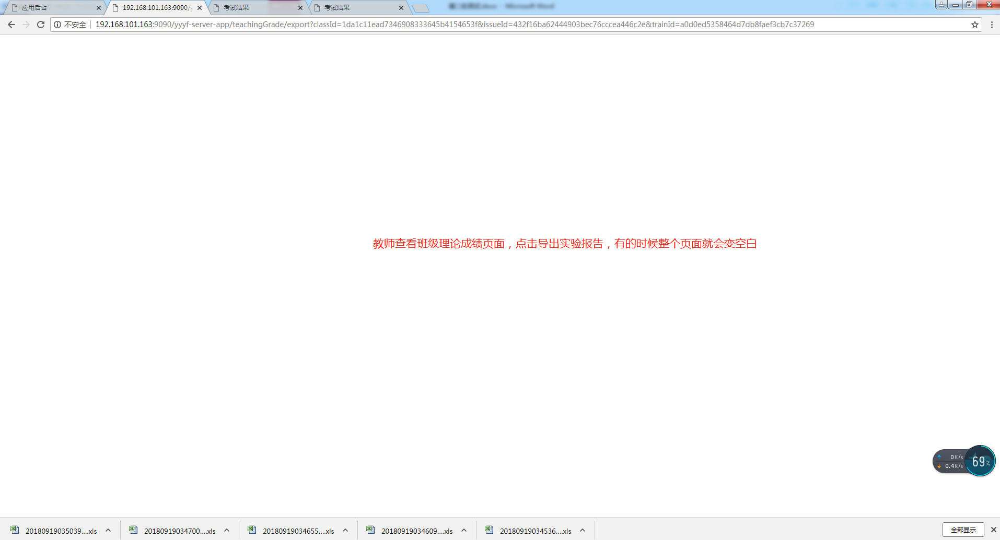 应用后台
192.168.101.163:9090/
考试结果
考试结果
不安全
192.168.101.163:9090/yyyf-server-app/teachingGrade/export?classId=1da1c11ead7346908333645b4154653f&issueId=432f16ba62444903bec76cccea446c2e&trainId=a0d0ed5358464d7db8faef3cb7c37269
教师查看班级理论成绩页面，点击导出实验报告，有的时候整个页面就会变空白
0K/s
0.4K/s
69%
20180919035039....xls
20180919034700....xls
20180919034655....xls
20180919034609....xls
20180919034536....xls
全部显示